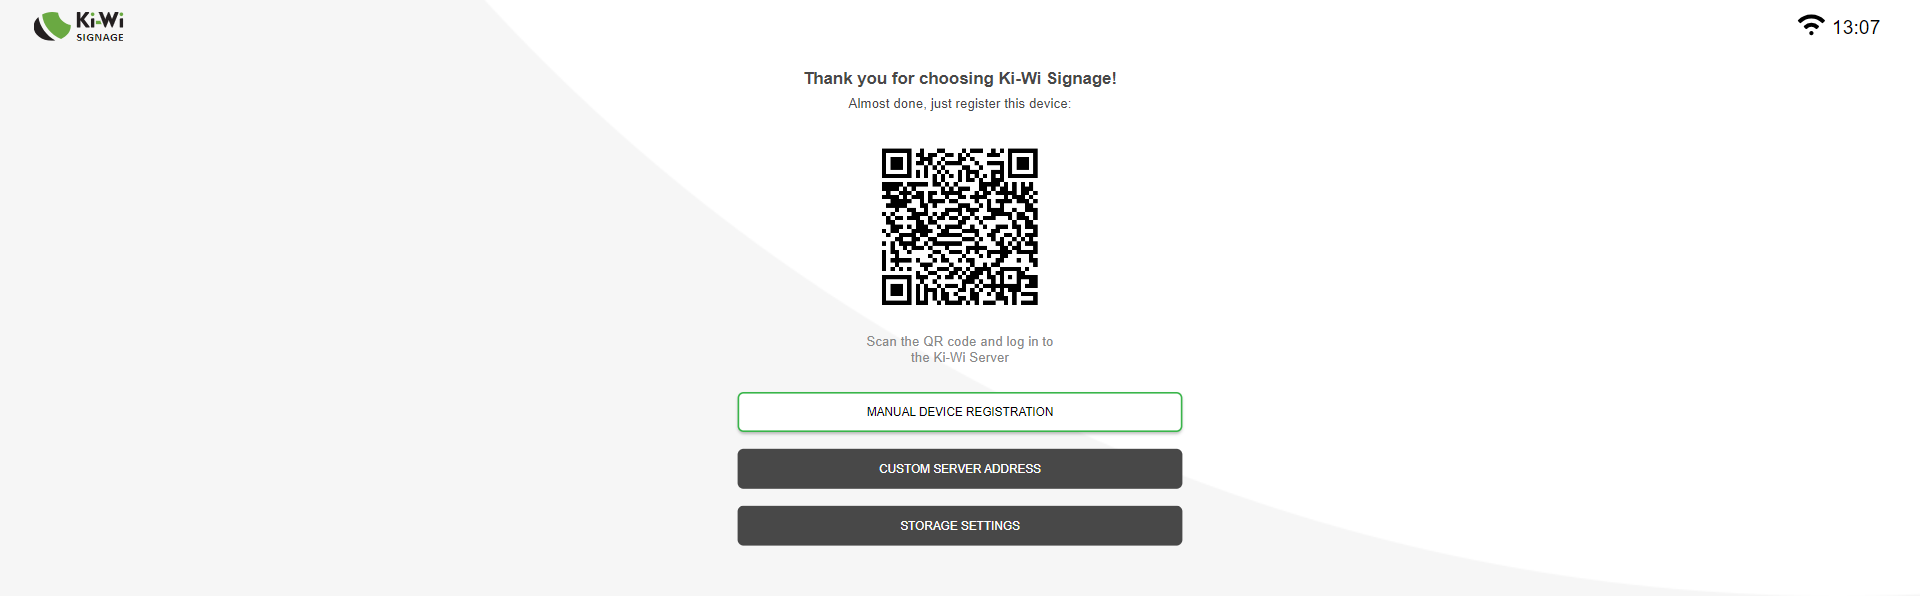 Ki-Wi
SIGNAGE
13:07
Thank you for choosing Ki-Wi Signage!
Almost done, just register this device:
Scan the QR code and log in to
the Ki-Wi Server
MANUAL DEVICE REGISTRATION
CUSTOM SERVER ADDRESS
STORAGE SETTINGS